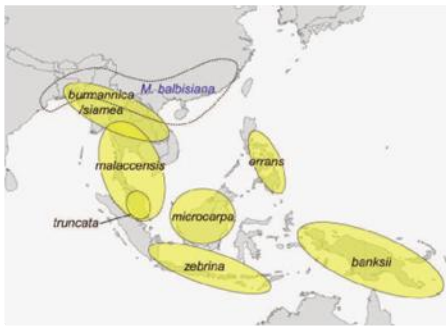 M. balbisiana
burmannica
/siamea
malaccensis
errans
truncata
microcarpa
zebrina
banksii